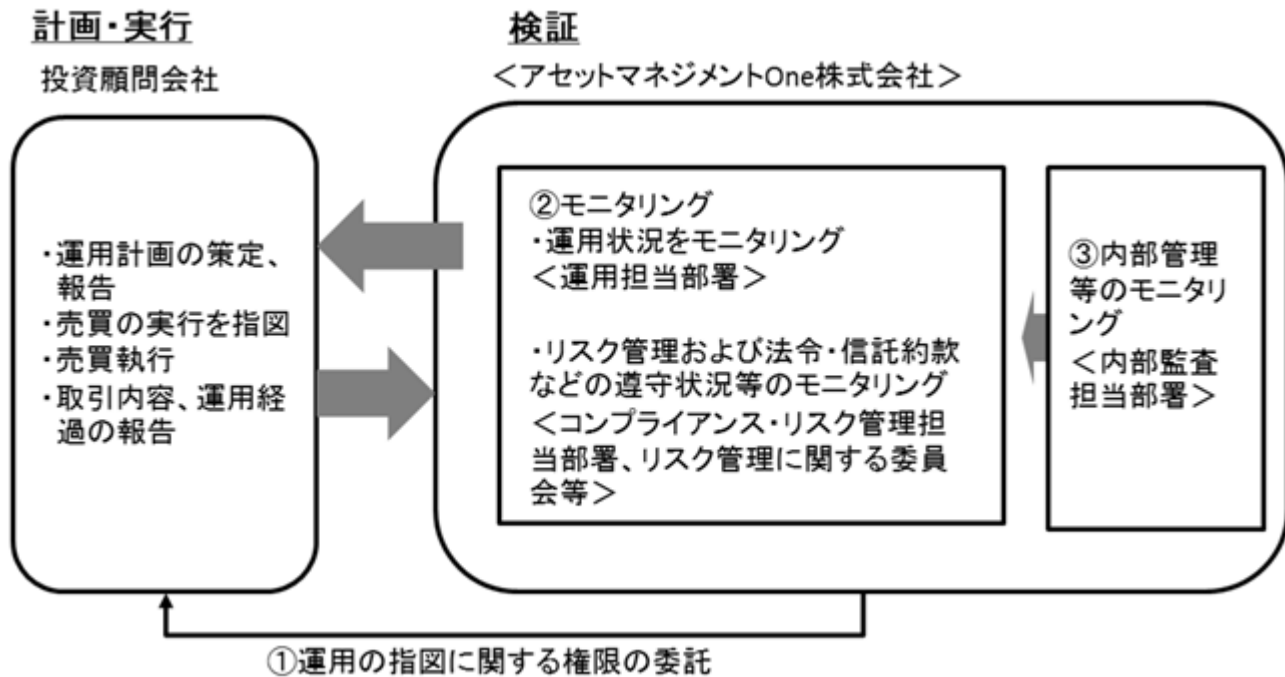 計画・実行
投資顧問会社
・運用計画の策定、
報告
・売買の実行を指図
・売買執行
・取引内容、運用経
過の報告
検証
＜アセットマネジメントOne株式会社＞
②モニタリング
・運用状況をモニタリング
＜運用担当部署＞
・リスク管理および法令・信託約款
などの遵守状況等のモニタリング
＜コンプライアンス・リスク管理担
当部署、リスク管理に関する委員
会等＞
③内部管理
等のモニタリ
ング
＜内部監査
担当部署＞
①運用の指図に関する権限の委託